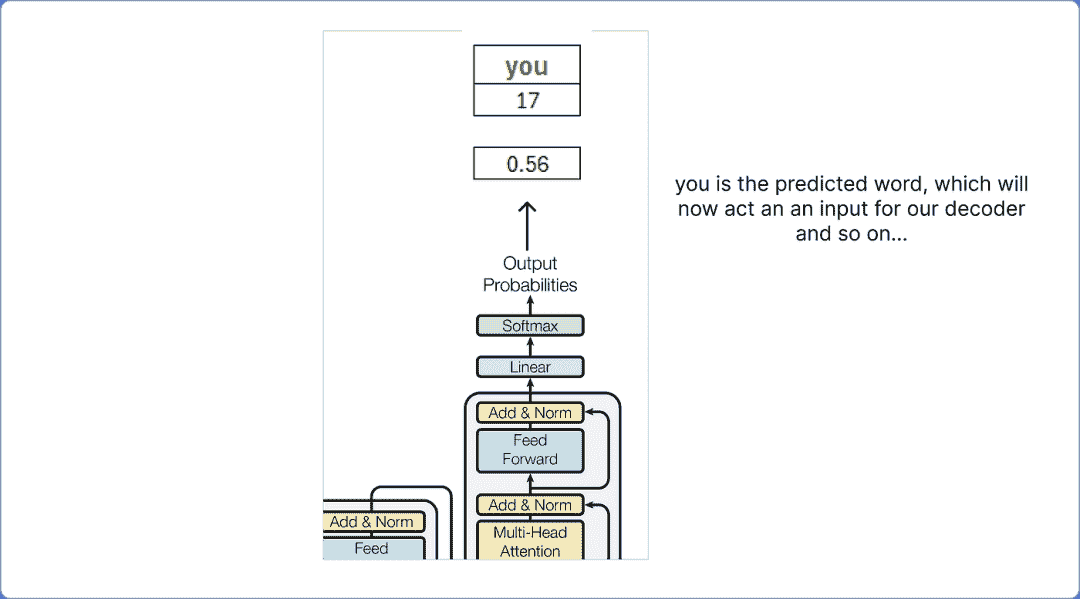 you
17
0.56
you is the predicted word, which will
now act an an input for our decoder
and so on...
Output
Probabilities
Softmax
Linear
Add & Norm
Feed
Forward
Add & Norm
Multi-Head
Attention
Add & Norm
Feed